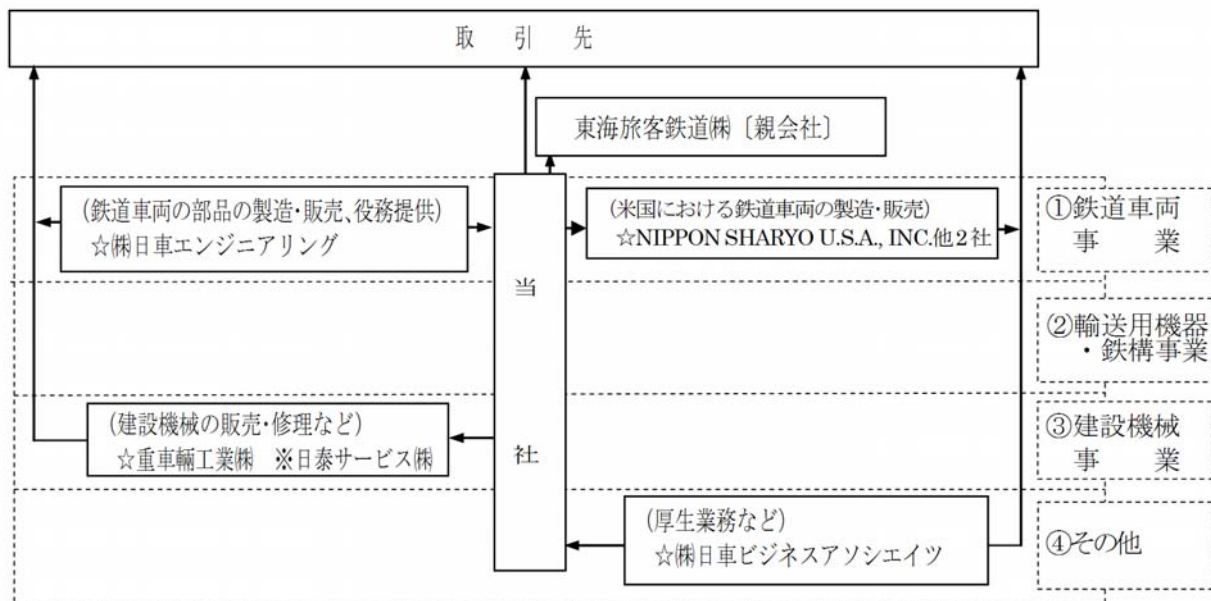 取引先
東海旅客鉄道㈱〔親会社〕
(鉄道車両の部品の製造・販売、役務提供)
☆㈱日車エンジニアリング
(米国における鉄道車両の製造・販売)
☆NIPPON SHARYO U.S.A., INC.他2社
①鉄道車両
事業
当社
②輸送用機器
・鉄構事業
(建設機械の販売・修理など)
☆重車輛工業㈱ ※日泰サービス㈱
③建設機械
事業
(厚生業務など)
☆㈱日車ビジネスアソシエイツ
④その他